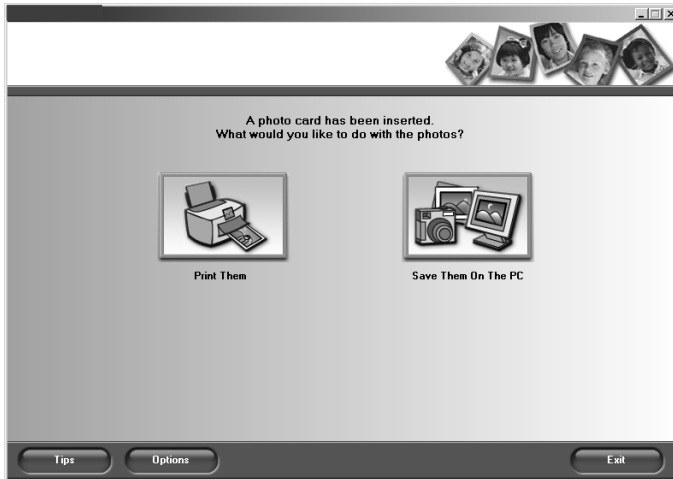 A photo card has been inserted.
What would you like to do with the photos?
Print Them
Save Them On The PC
Tips
Options
Exit